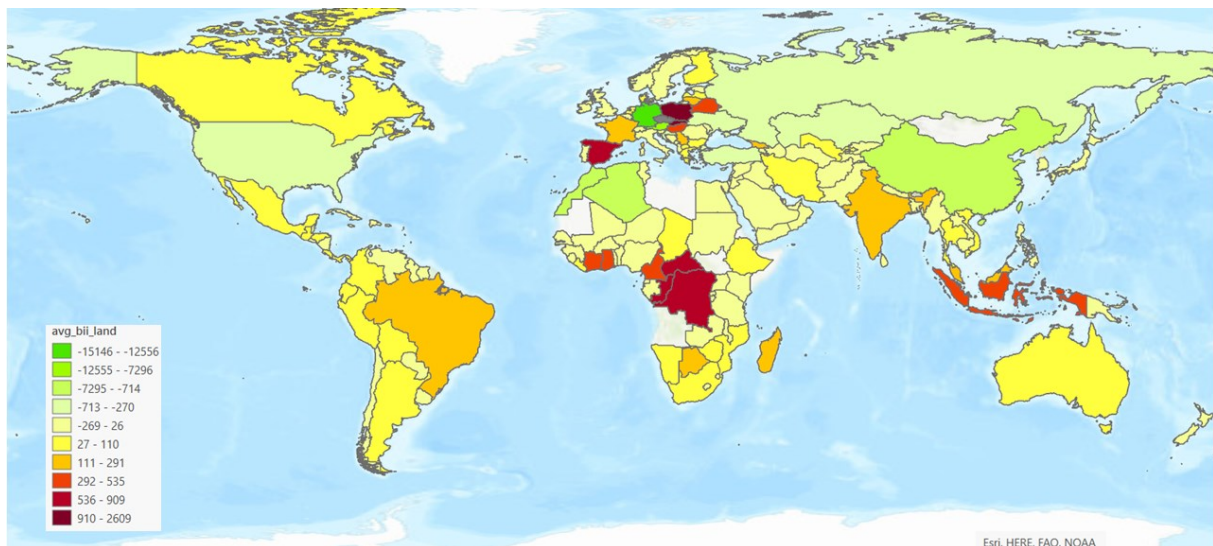 avg_bii_land
-15146 - -12556
-12555 - -7296
-7295 - -714
-713 - -270
-269 - 26
27 - 110
111 - 291
292 - 535
536 - 909
910 - 2609
Esri, HERE, FAO, NOAA